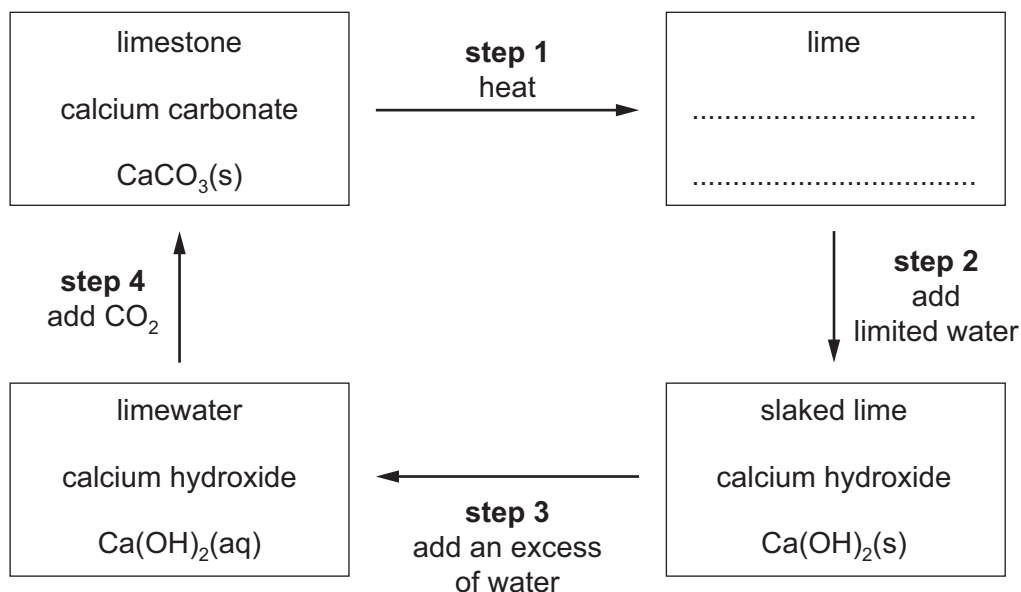 limestone
calcium carbonate
CaCO₃(s)
step 1
heat
lime
..................................
..................................
step 4
add CO₂
step 2
add
limited water
limewater
calcium hydroxide
Ca(OH)₂(aq)
step 3
add an excess
of water
slaked lime
calcium hydroxide
Ca(OH)₂(s)